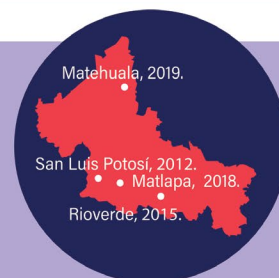 Matehuala, 2019.
San Luis Potosí, 2012.
Matlapa, 2018.
Rioverde, 2015.